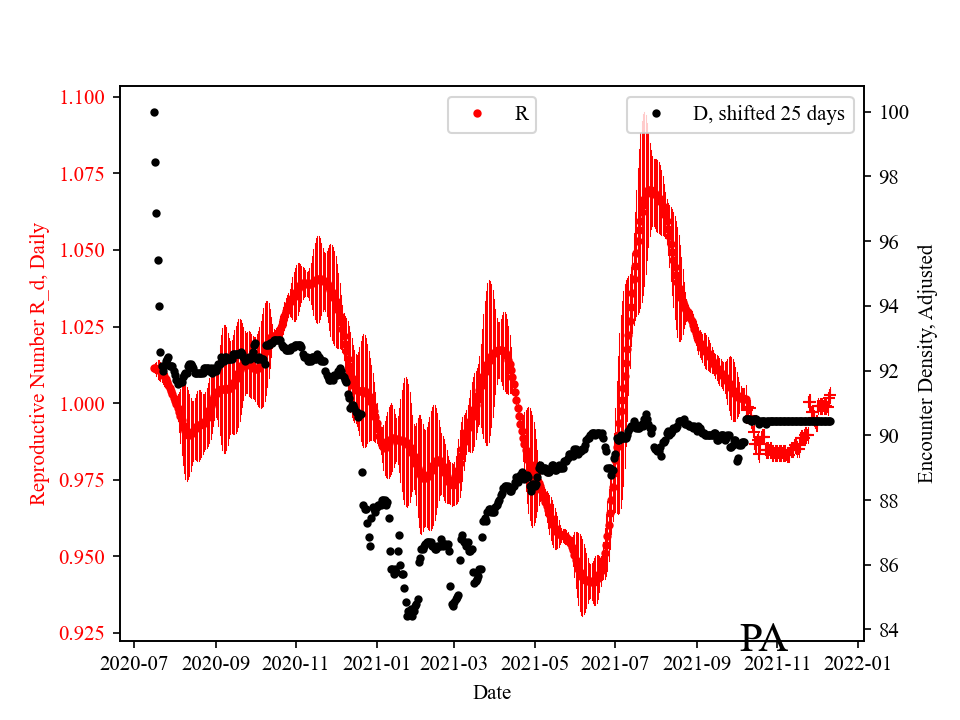 R
D, shifted 25 days
1.100
1.075
1.050
1.025
1.000
0.975
0.950
0.925
Reproductive Number R_d, Daily
100
98
96
94
92
90
88
86
84
Encounter Density, Adjusted
PA
2020-07 2020-09 2020-11 2021-01 2021-03 2021-05 2021-07 2021-09 2021-11 2022-01
Date